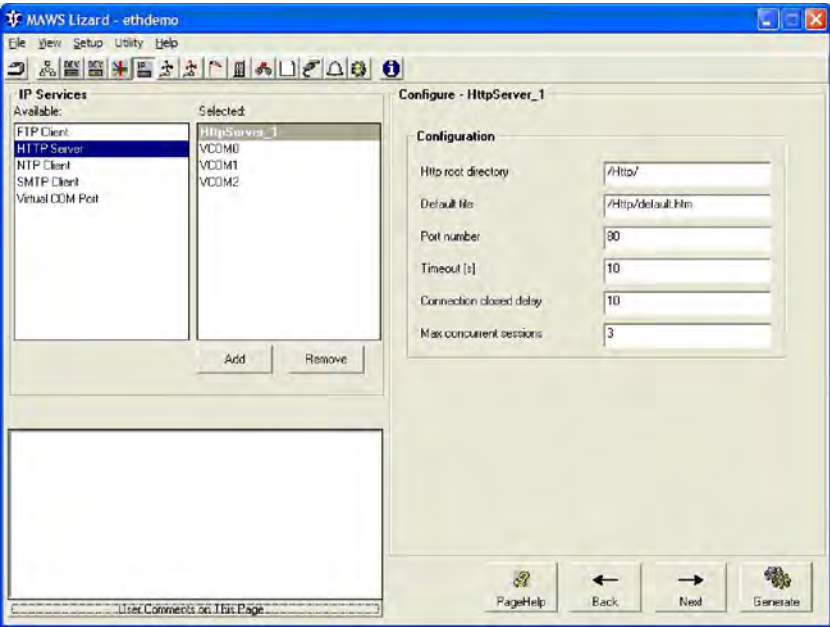 MAWS Lizard - ethdemo
File View Setup Utility Help
IP Services
Available:
Selected:
FTP Client
HTTP Server
NTP Client
SMTP Client
Virtual COM Port
HttpServer_1
VCOM0
VCOM1
VCOM2
Add
Remove
User Comments on This Page
Configure - HttpServer_1
Configuration
Http root directory
/Http/
Default file
/Http/default.htm
Port number
80
Timeout [s]
10
Connection closed delay
10
Max concurrent sessions
3
PageHelp
Back
Next
Generate